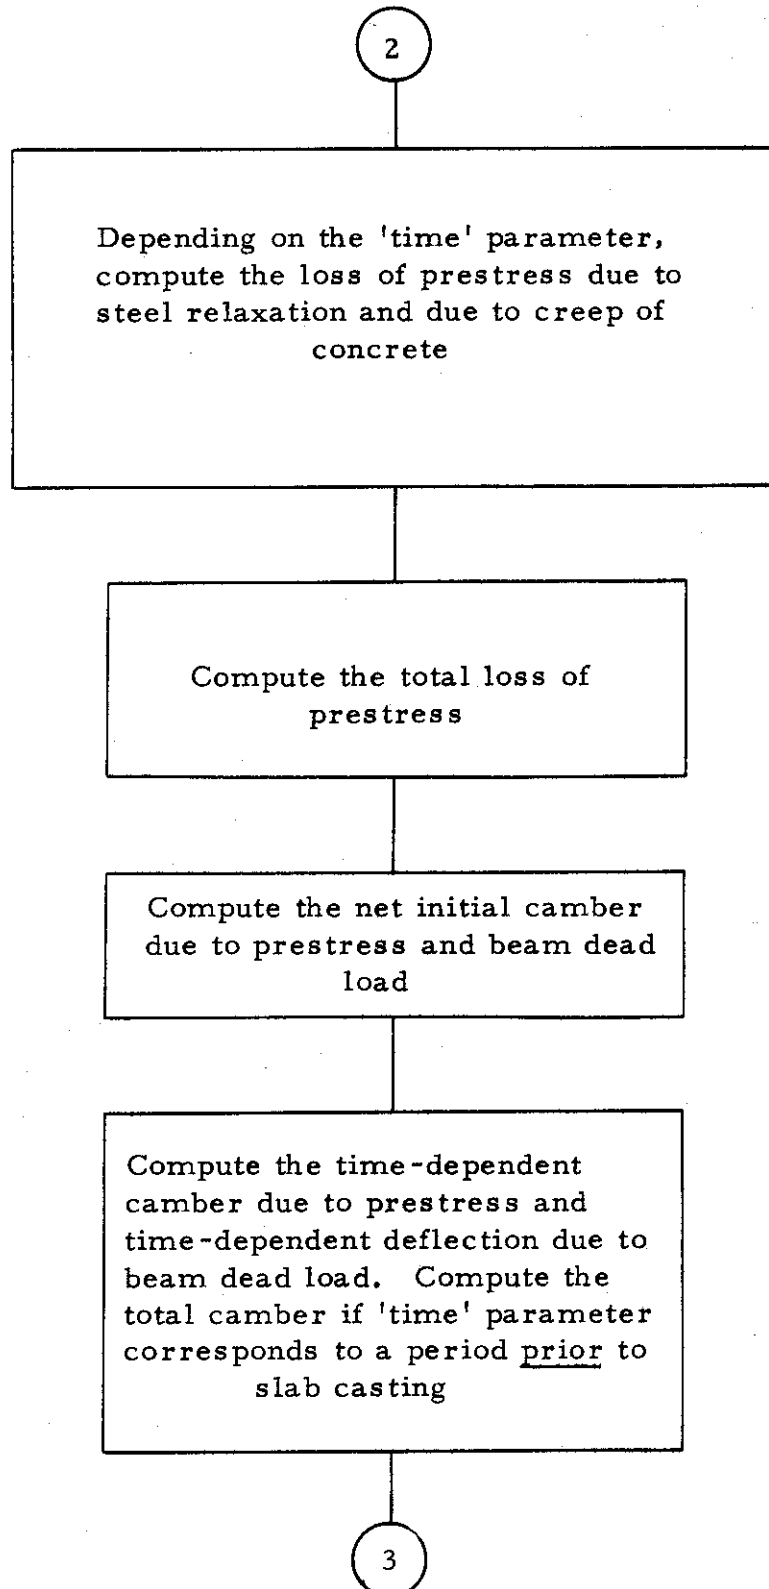 2
Depending on the 'time' parameter,
compute the loss of prestress due to
steel relaxation and due to creep of
concrete
Compute the total loss of
prestress
Compute the net initial camber
due to prestress and beam dead
load
Compute the time-dependent
camber due to prestress and
time-dependent deflection due to
beam dead load. Compute the
total camber if 'time' parameter
corresponds to a period prior to
slab casting
3